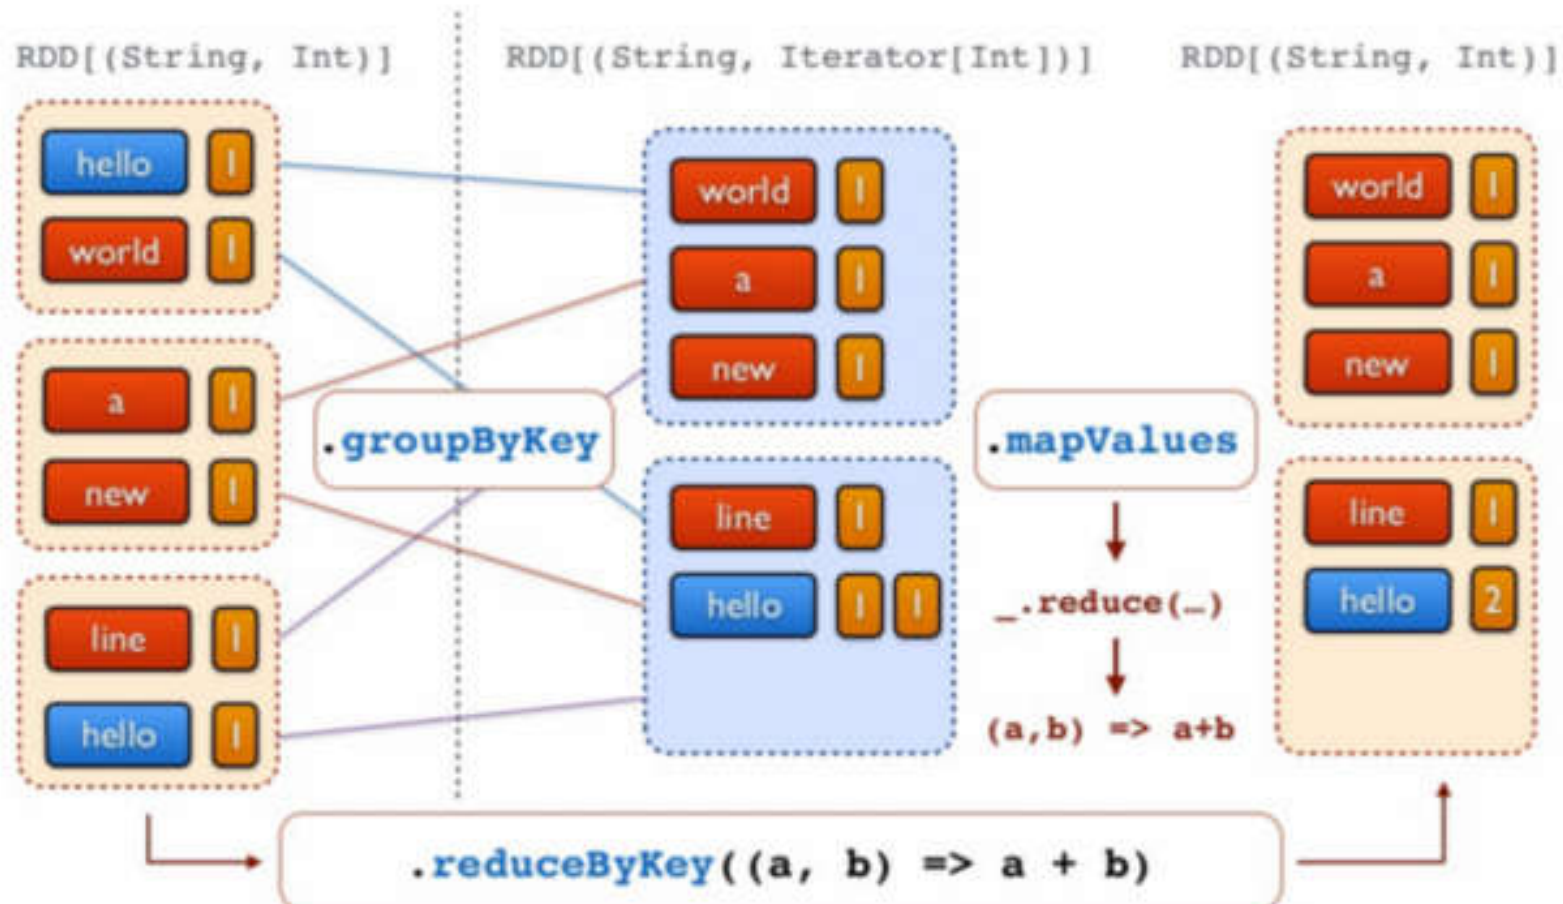 RDD[(String, Int)]
RDD[(String, Iterator[Int])]
RDD[(String, Int)]
hello 1
world 1
a 1
new 1
line 1
hello 1
.groupByKey
world 1
a 1
new 1
line 1
hello 1 1
.mapValues
_.reduce(…)
(a,b) => a+b
world 1
a 1
new 1
line 1
hello 2
.reduceByKey((a, b) => a + b)